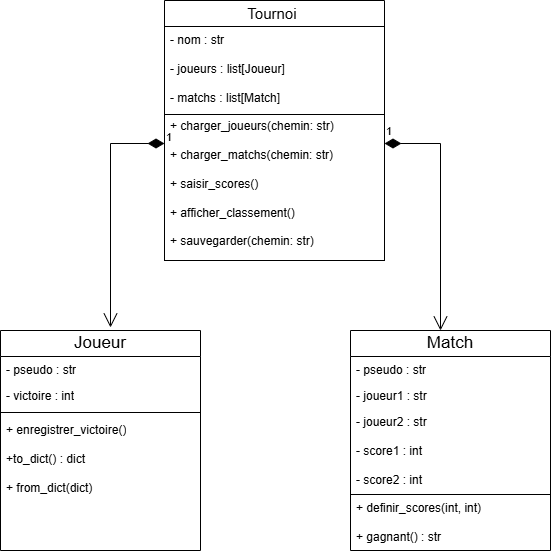 Tournoi
- nom : str
- joueurs : list[Joueur]
- matchs : list[Match]
+ charger_joueurs(chemin: str)
1
1
+ charger_matchs(chemin: str)
+ saisir_scores()
+ afficher_classement()
+ sauvegarder(chemin: str)
Joueur
- pseudo : str
- victoire : int
+ enregistrer_victoire()
+to_dict() : dict
+ from_dict(dict)
Match
- pseudo : str
- joueur1 : str
- joueur2 : str
- score1 : int
- score2 : int
+ definir_scores(int, int)
+ gagnant() : str